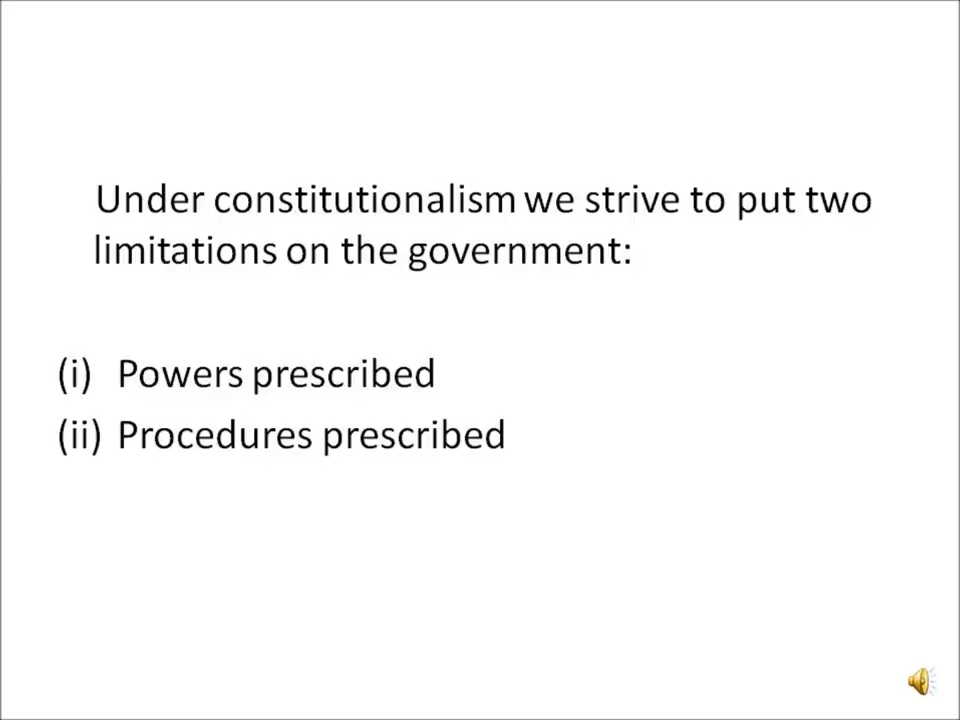 Under constitutionalism we strive to put two
limitations on the government:
(i) Powers prescribed
(ii) Procedures prescribed